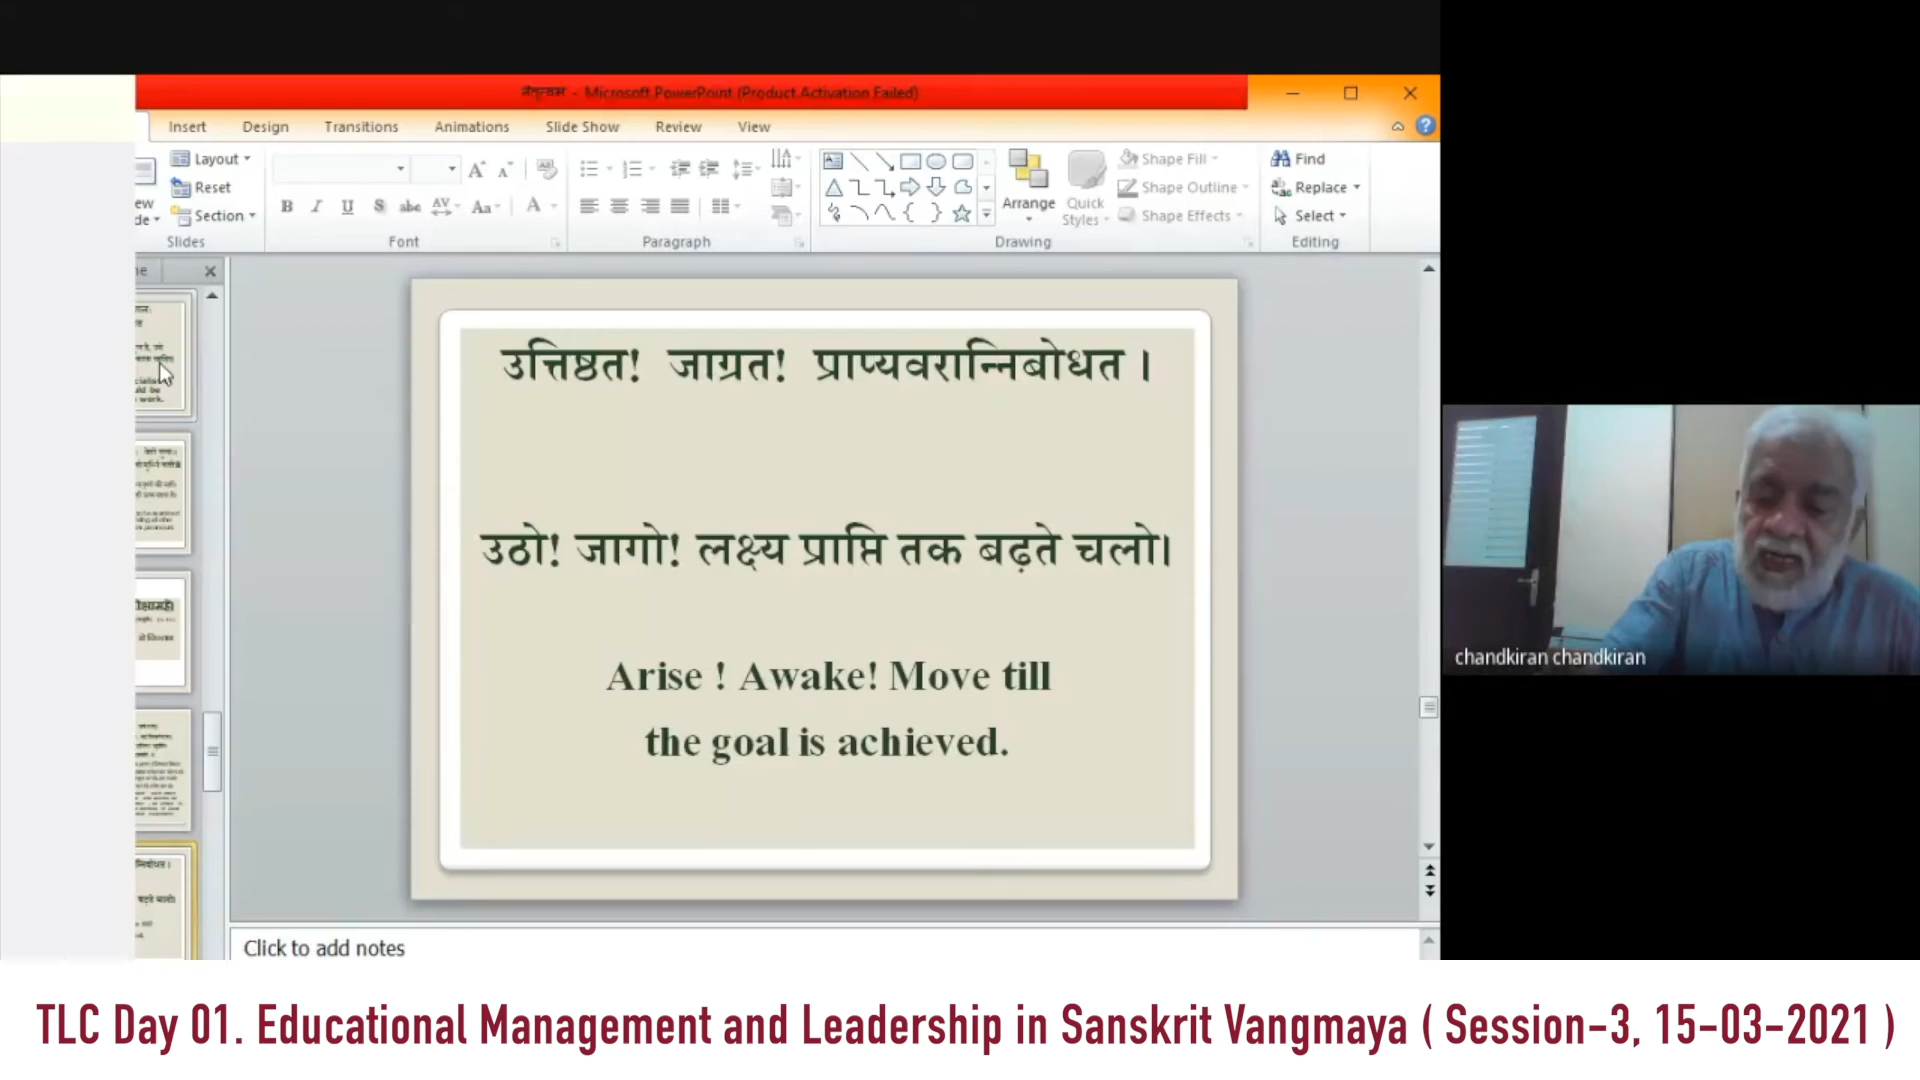 - Microsoft PowerPoint (Product Activation Failed)
Insert Design Transitions Animations Slide Show Review View
Layout
Reset
Section
Slides
Font
Paragraph
Arrange
Quick
Styles
Shape Fill
Shape Outline
Shape Effects
Drawing
Find
Replace
Select
Editing
उत्तिष्ठत! जाग्रत! प्राप्यवरान्निबोधत ।
उठो! जागो! लक्ष्य प्राप्ति तक बढ़ते चलो।
Arise ! Awake! Move till
the goal is achieved.
Click to add notes
chandkiran chandkiran
TLC Day 01. Educational Management and Leadership in Sanskrit Vangmaya ( Session-3, 15-03-2021 )